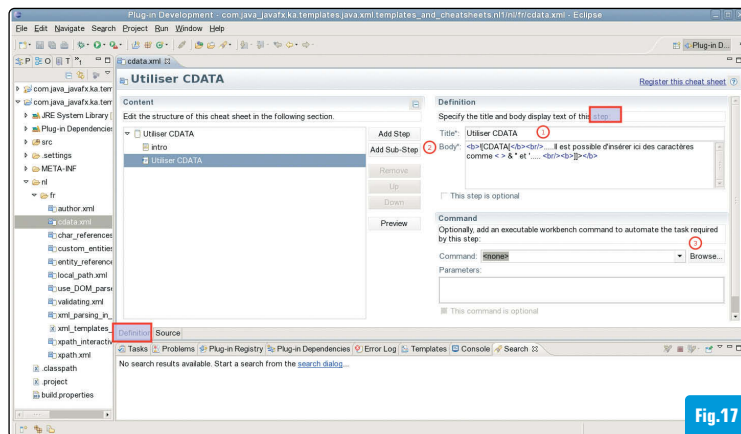 Plug-in Development - com.java_javafx.ka.templates.java.xml.templates_and_cheatsheets.nl1/nl/fr/cdata.xml - Eclipse
File Edit Navigate Search Project Run Window Help
Plug-in D...
P O T
cdata.xml
Utiliser CDATA
Register this cheat sheet
com.java_javafx.ka.tem
com.java_javafx.ka.tem
JRE System Library [
Plug-in Dependencies
src
.settings
META-INF
nl
fr
author.xml
cdata.xml
char_references
custom_entities
entity_reference
local_path.xml
use_DOM_parse
validating.xml
xml_parsing_in_
xml_templates_
xpath_interactiv
xpath.xml
.classpath
.project
build.properties
Content
Edit the structure of this cheat sheet in the following section.
Utiliser CDATA
intro
Utiliser CDATA
Add Step
Add Sub-Step
2
Remove
Up
Down
Preview
Definition
Specify the title and body display text of this step.
Title*: Utiliser CDATA
1
Body*: <b>![CDATA[</b><br/>.....Il est possible d'insérer ici des caractères
comme < > & " et '..... <br/><b>]]></b>
This step is optional
Command
Optionally, add an executable workbench command to automate the task required
by this step:
3
Command: <none>
Browse...
Parameters:
This command is optional
Definition Source
Tasks Problems Plug-in Registry Plug-in Dependencies Error Log Templates Console Search
No search results available. Start a search from the search dialog...
Fig.17